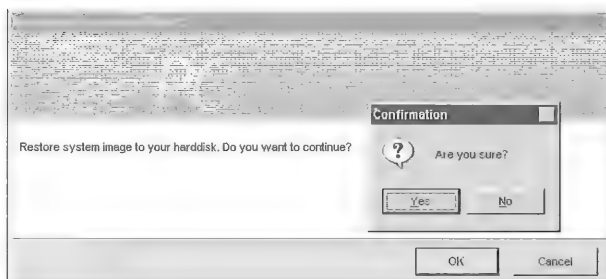 Confirmation
Restore system image to your harddisk. Do you want to continue?
Are you sure?
Yes
No
OK
Cancel